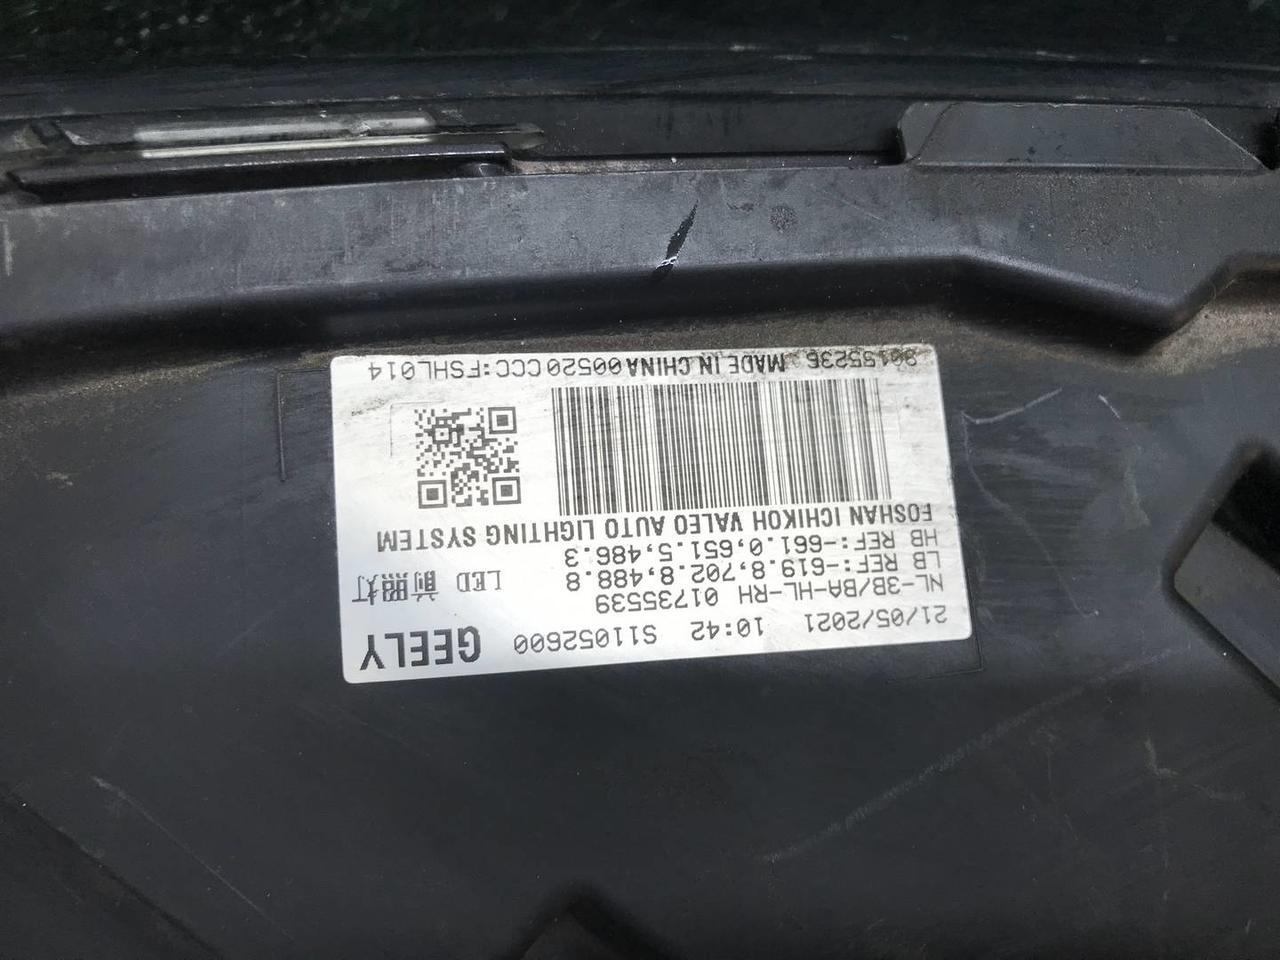 21/05/2021 10:42 S11052600 GEELY
NL-3B/BA-HL-RH 01735539
LB REF:-619.8,702.8,488.8 LED 前照灯
HB REF:-661.0,651.5,486.3
FOSHAN ICHIKOH VALEO AUTO LIGHTING SYSTEM
90155236 MADE IN CHINA 00520 CCC:FSHL014